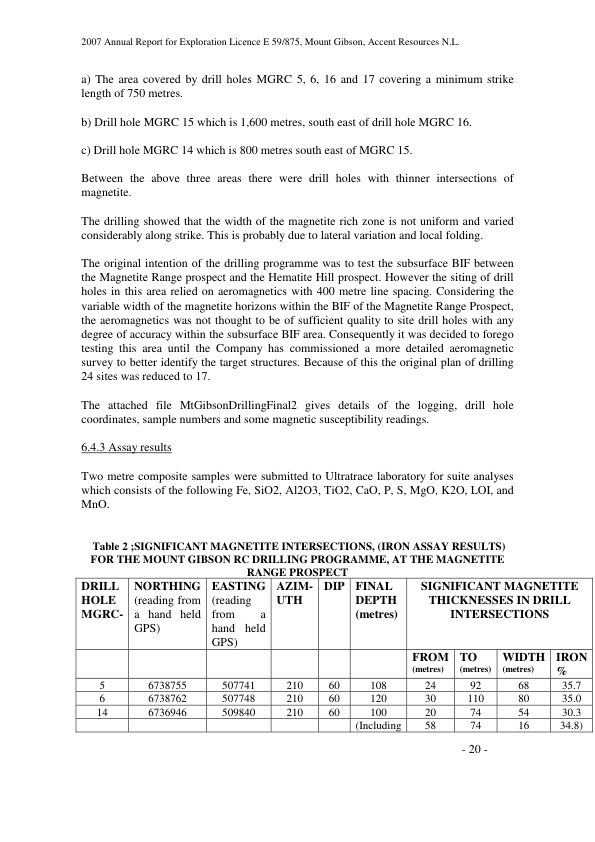 2007 Annual Report for Exploration Licence E 59/875, Mount Gibson, Accent Resources N.L.
a) The area covered by drill holes MGRC 5, 6, 16 and 17 covering a minimum strike
length of 750 metres.
b) Drill hole MGRC 15 which is 1,600 metres, south east of drill hole MGRC 16.
c) Drill hole MGRC 14 which is 800 metres south east of MGRC 15.
Between the above three areas there were drill holes with thinner intersections of
magnetite.
The drilling showed that the width of the magnetite rich zone is not uniform and varied
considerably along strike. This is probably due to lateral variation and local folding.
The original intention of the drilling programme was to test the subsurface BIF between
the Magnetite Range prospect and the Hematite Hill prospect. However the siting of drill
holes in this area relied on aeromagnetics with 400 metre line spacing. Considering the
variable width of the magnetite horizons within the BIF of the Magnetite Range Prospect,
the aeromagnetics was not thought to be of sufficient quality to site drill holes with any
degree of accuracy within the subsurface BIF area. Consequently it was decided to forego
testing this area until the Company has commissioned a more detailed aeromagnetic
survey to better identify the target structures. Because of this the original plan of drilling
24 sites was reduced to 17.
The attached file MtGibsonDrillingFinal2 gives details of the logging, drill hole
coordinates, sample numbers and some magnetic susceptibility readings.
6.4.3 Assay results
Two metre composite samples were submitted to Ultratrace laboratory for suite analyses
which consists of the following Fe, SiO2, Al2O3, TiO2, CaO, P, S, MgO, K2O, LOI, and
MnO.
Table 2 ;SIGNIFICANT MAGNETITE INTERSECTIONS, (IRON ASSAY RESULTS)
FOR THE MOUNT GIBSON RC DRILLING PROGRAMME, AT THE MAGNETITE
RANGE PROSPECT
DRILL NORTHING EASTING AZIM- DIP FINAL SIGNIFICANT MAGNETITE
HOLE (reading from (reading UTH DEPTH THICKNESSES IN DRILL
MGRC- a hand held from a (metres) INTERSECTIONS
GPS) hand held
GPS)
FROM TO WIDTH IRON
(metres) (metres) (metres) %
5 6738755 507741 210 60 108 24 92 68 35.7
6 6738762 507748 210 60 120 30 110 80 35.0
14 6736946 509840 210 60 100 20 74 54 30.3
(Including 58 74 16 34.8)
- 20 -